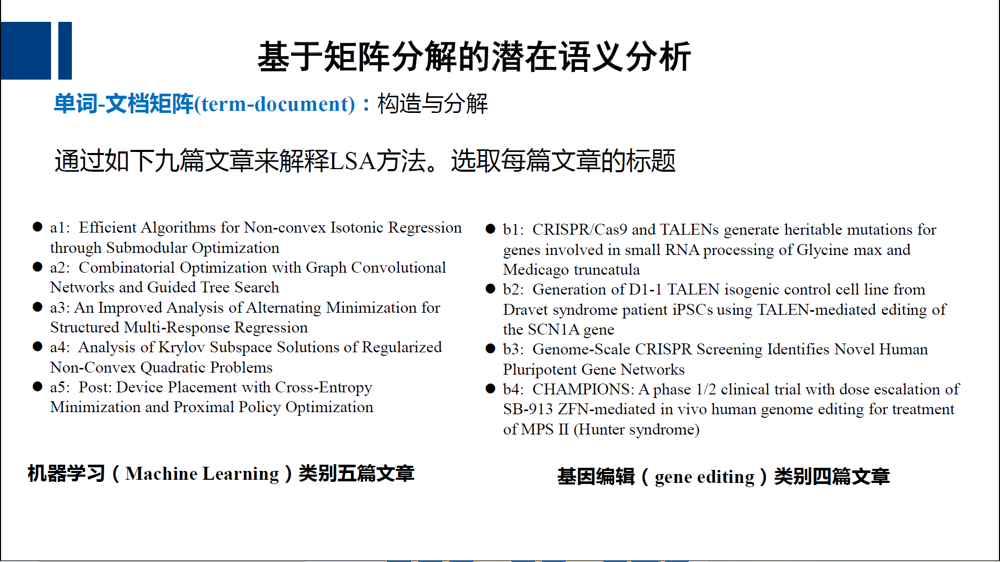 基于矩阵分解的潜在语义分析
单词-文档矩阵(term-document)：构造与分解
通过如下九篇文章来解释LSA方法。选取每篇文章的标题
● a1: Efficient Algorithms for Non-convex Isotonic Regression
through Submodular Optimization
● a2: Combinatorial Optimization with Graph Convolutional
Networks and Guided Tree Search
● a3: An Improved Analysis of Alternating Minimization for
Structured Multi-Response Regression
● a4: Analysis of Krylov Subspace Solutions of Regularized
Non-Convex Quadratic Problems
● a5: Post: Device Placement with Cross-Entropy
Minimization and Proximal Policy Optimization
机器学习（Machine Learning）类别五篇文章
● b1: CRISPR/Cas9 and TALENs generate heritable mutations for
genes involved in small RNA processing of Glycine max and
Medicago truncatula
● b2: Generation of D1-1 TALEN isogenic control cell line from
Dravet syndrome patient iPSCs using TALEN-mediated editing of
the SCN1A gene
● b3: Genome-Scale CRISPR Screening Identifies Novel Human
Pluripotent Gene Networks
● b4: CHAMPIONS: A phase 1/2 clinical trial with dose escalation of
SB-913 ZFN-mediated in vivo human genome editing for treatment
of MPS II (Hunter syndrome)
基因编辑（gene editing）类别四篇文章